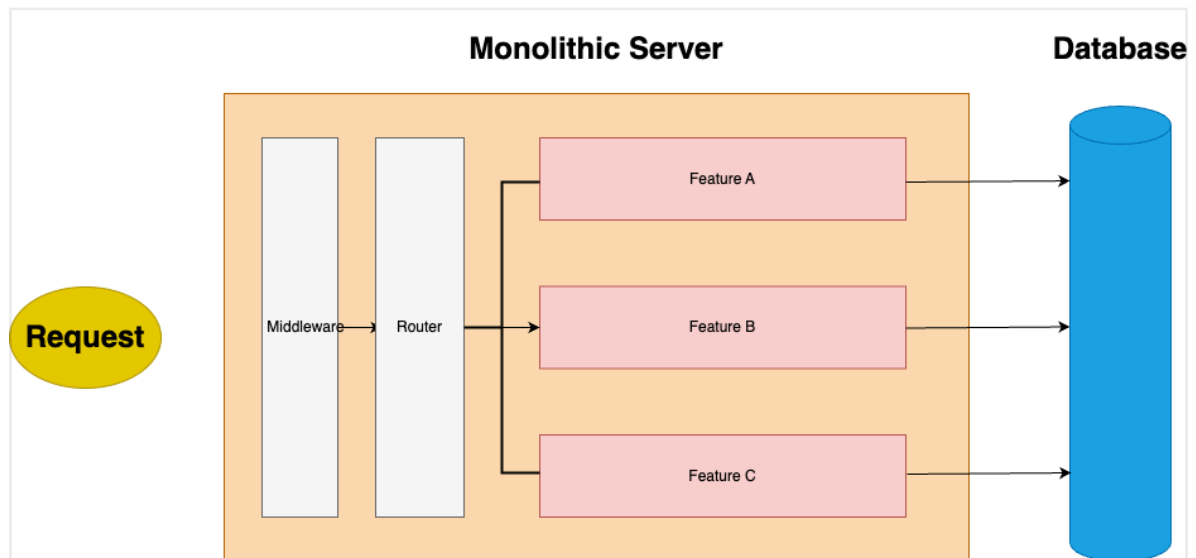 Monolithic Server
Database
Feature A
Request
Middleware
Router
Feature B
Feature C